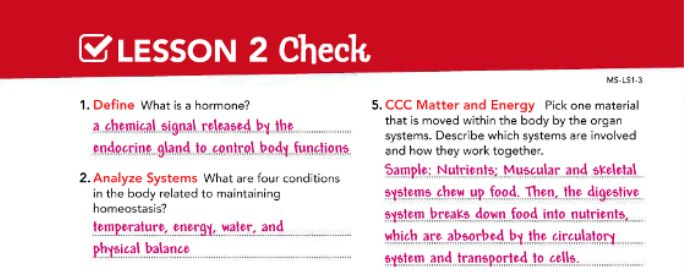 LESSON 2 Check
MS-LS1-3
1. Define What is a hormone?
a chemical signal released by the
endocrine gland to control body functions
2. Analyze Systems What are four conditions
in the body related to maintaining
homeostasis?
temperature, energy, water, and
physical balance
5. CCC Matter and Energy Pick one material
that is moved within the body by the organ
systems. Describe which systems are involved
and how they work together.
Sample: Nutrients; Muscular and skeletal
systems chew up food. Then, the digestive
system breaks down food into nutrients,
which are absorbed by the circulatory
system and transported to cells.